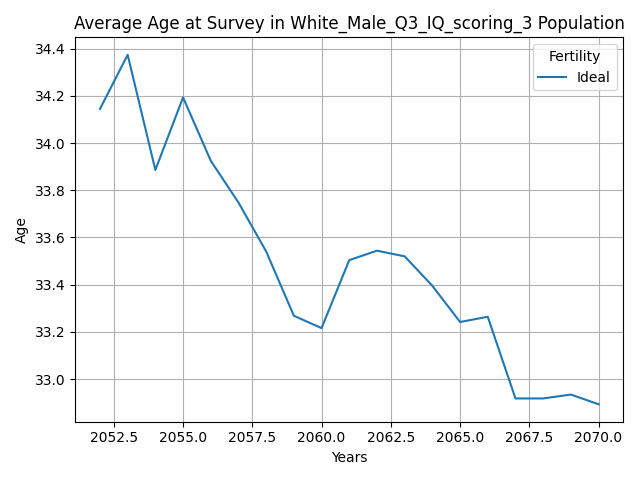 Average Age at Survey in White_Male_Q3_IQ_scoring_3 Population
Fertility
Ideal
34.4
34.2
34.0
33.8
33.6
33.4
33.2
33.0
Age
2052.5 2055.0 2057.5 2060.0 2062.5 2065.0 2067.5 2070.0
Years